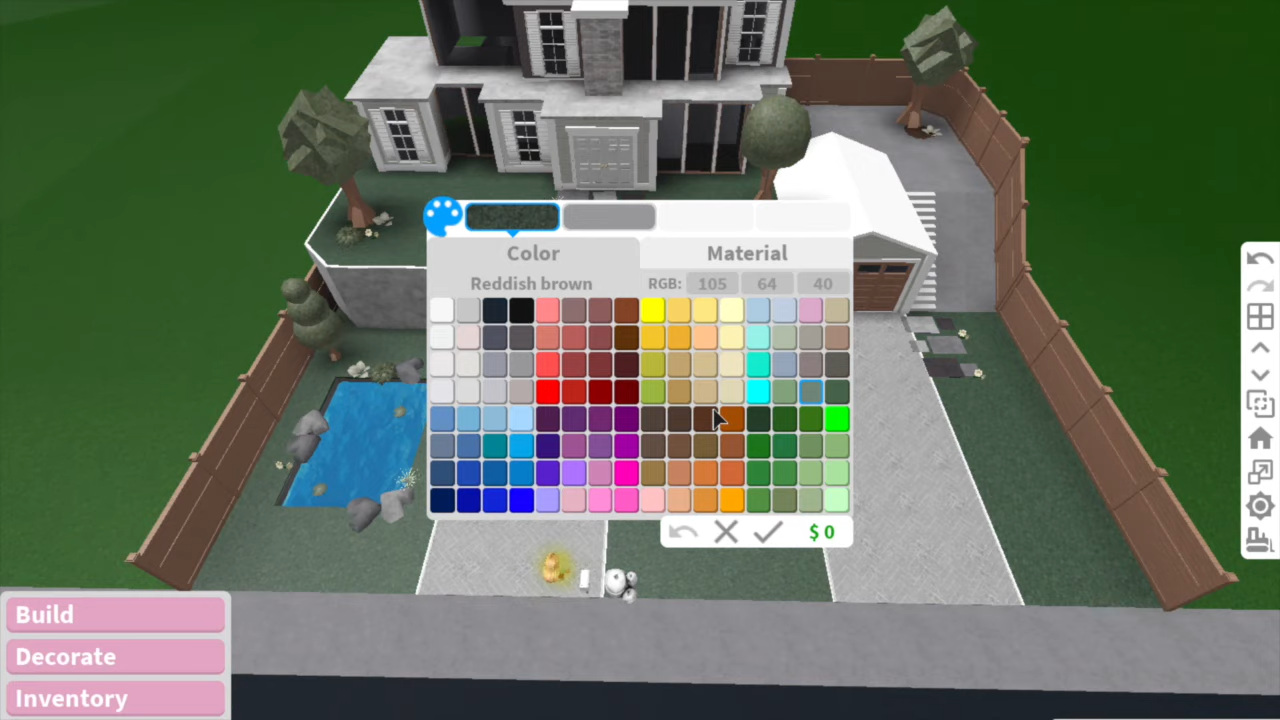 Color
Material
Reddish brown
RGB: 105 64 40
$ 0
Build
Decorate
Inventory